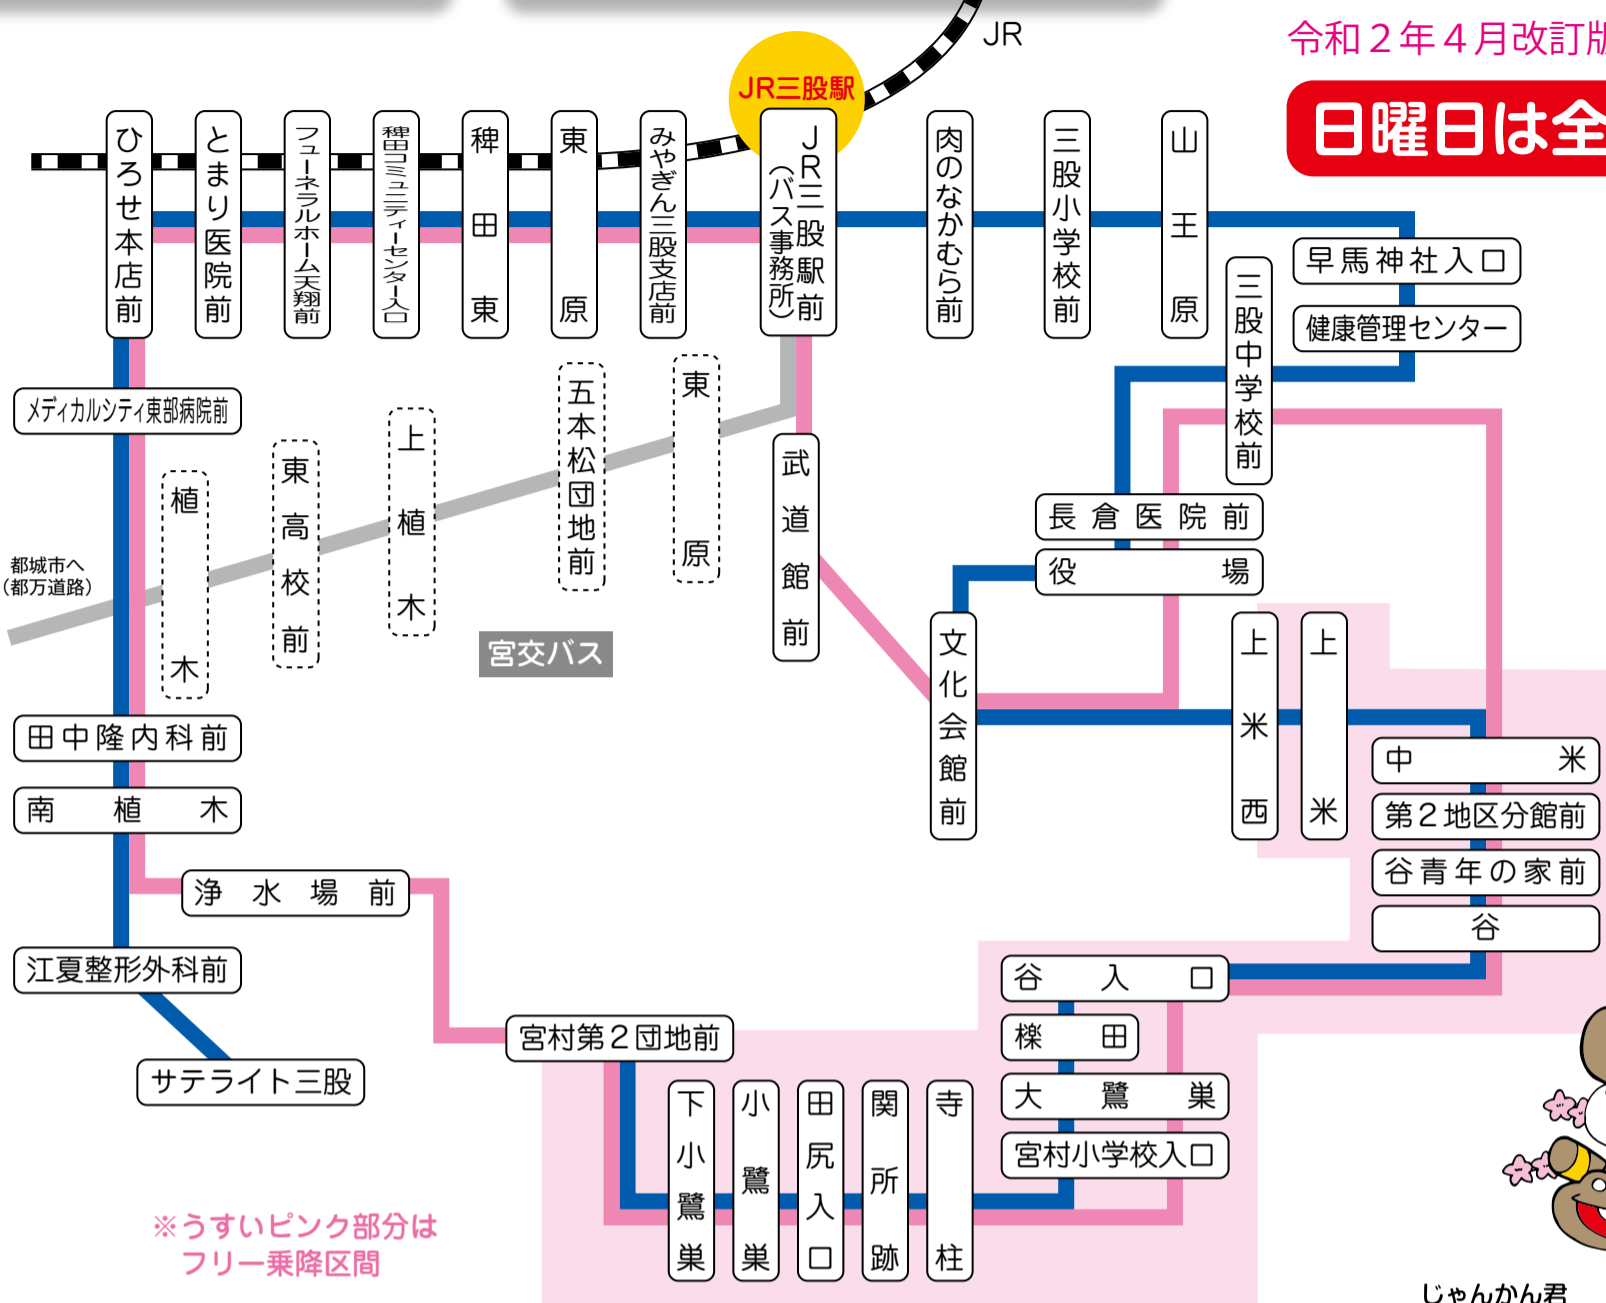 JR
令和2年4月改訂版
日曜日は全
JR三股駅
ひろせ本店前
とまり医院前
フューネラルホーム天翔前
稗田コミュニティーセンター入口
稗田東
東原
みやぎん三股支店前
JR三股駅前
(バス事務所)
肉のなかむら前
三股小学校前
山王原
早馬神社入口
健康管理センター
三股中学校前
メディカルシティ東部病院前
植木
東高校前
上植木
五本松団地前
東原
武道館前
長倉医院前
役場
都城市へ
(都万道路)
宮交バス
文化会館前
上米西
上米
中米
第2地区分館前
谷青年の家前
谷
田中隆内科前
南植木
浄水場前
江夏整形外科前
サテライト三股
宮村第2団地前
谷入口
櫟田
大鷺巣
宮村小学校入口
下小鷺巣
小鷺巣
田尻入口
関所跡
寺柱
※うすいピンク部分は
フリー乗降区間
じゃんかん君